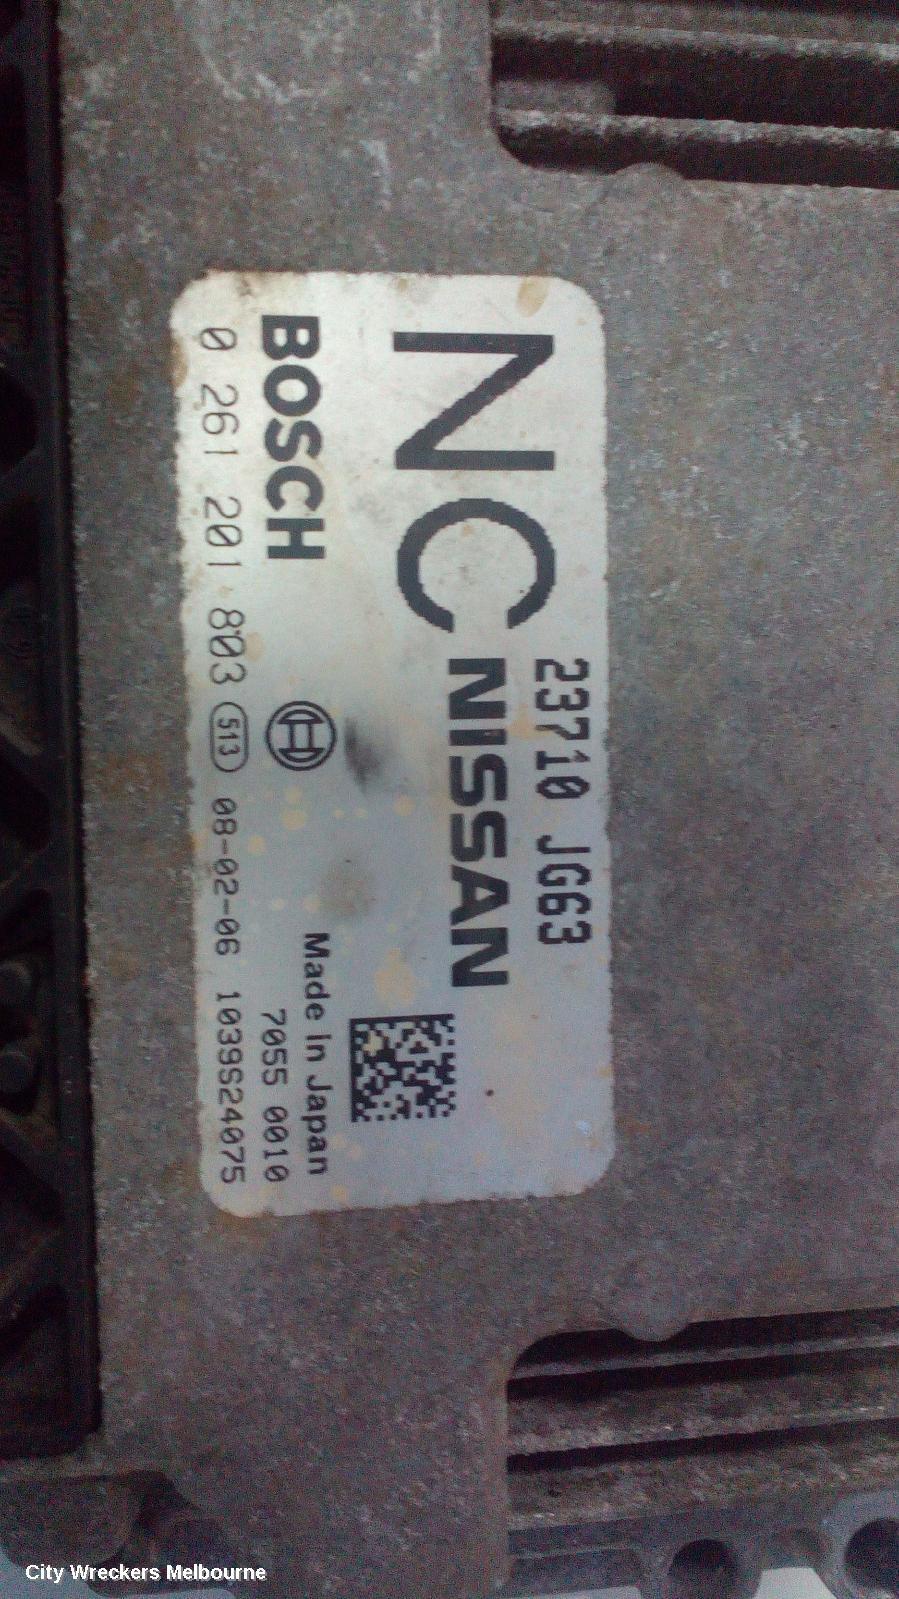 23710 JG63
NC NISSAN
Made In Japan
BOSCH 7055 0010
0 261 201 803 513 08-02-06 1039S24075
City Wreckers Melbourne